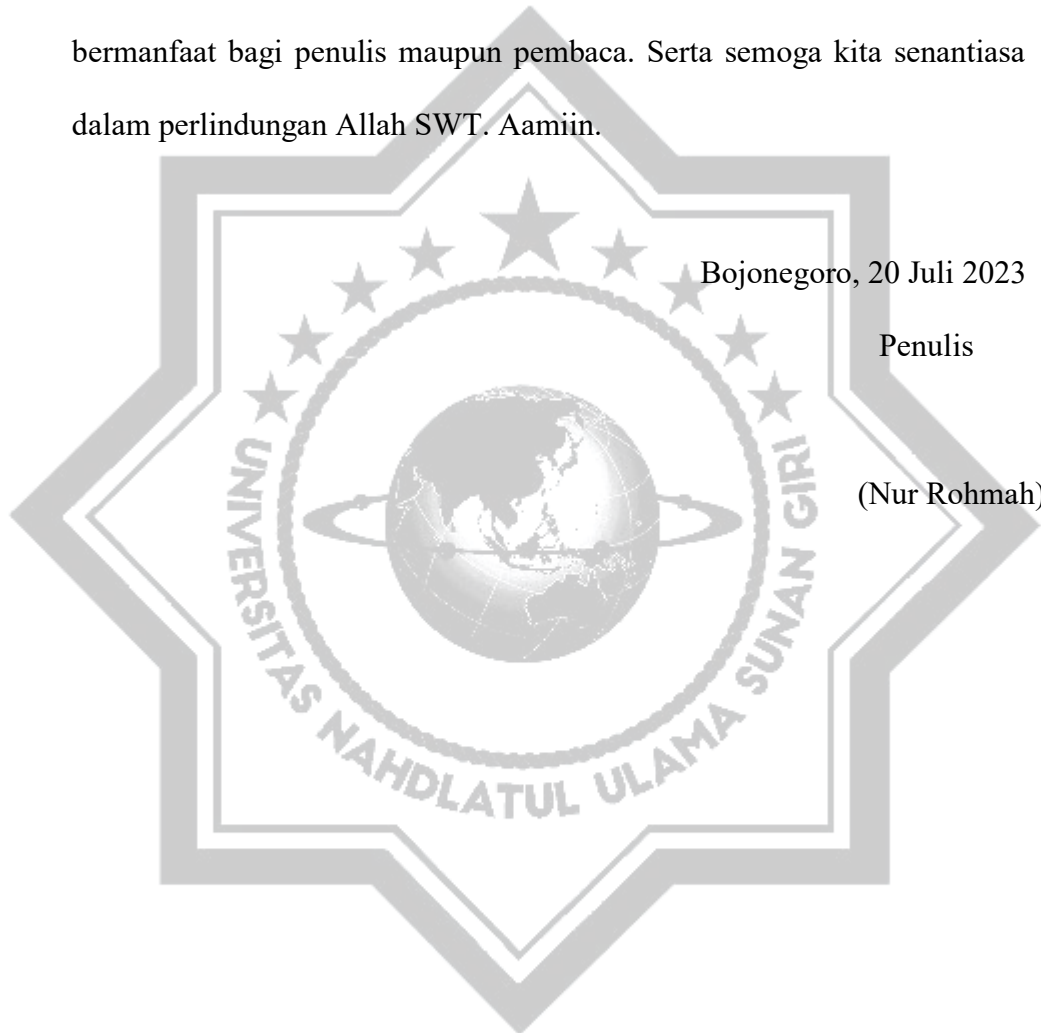 bermanfaat bagi penulis maupun pembaca. Serta semoga kita senantiasa
dalam perlindungan Allah SWT. Aamiin.
Bojonegoro, 20 Juli 2023
Penulis
(Nur Rohmah)
UNIVERSITAS NAHDLATUL ULAMA SUNAN GIRI